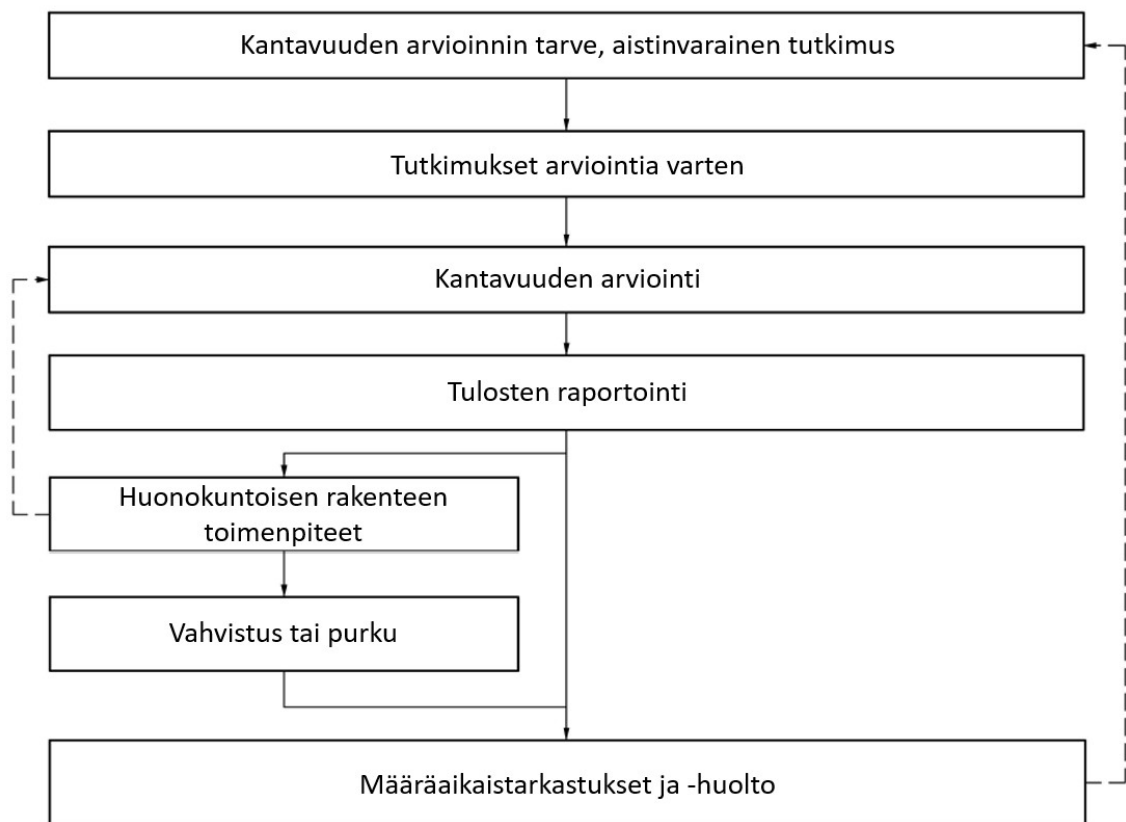 Kantavuuden arvioinnin tarve, aistinvarainen tutkimus
Tutkimukset arviointia varten
Kantavuuden arviointi
Tulosten raportointi
Huonokuntoisen rakenteen
toimenpiteet
Vahvistus tai purku
Määräaikaistarkastukset ja -huolto